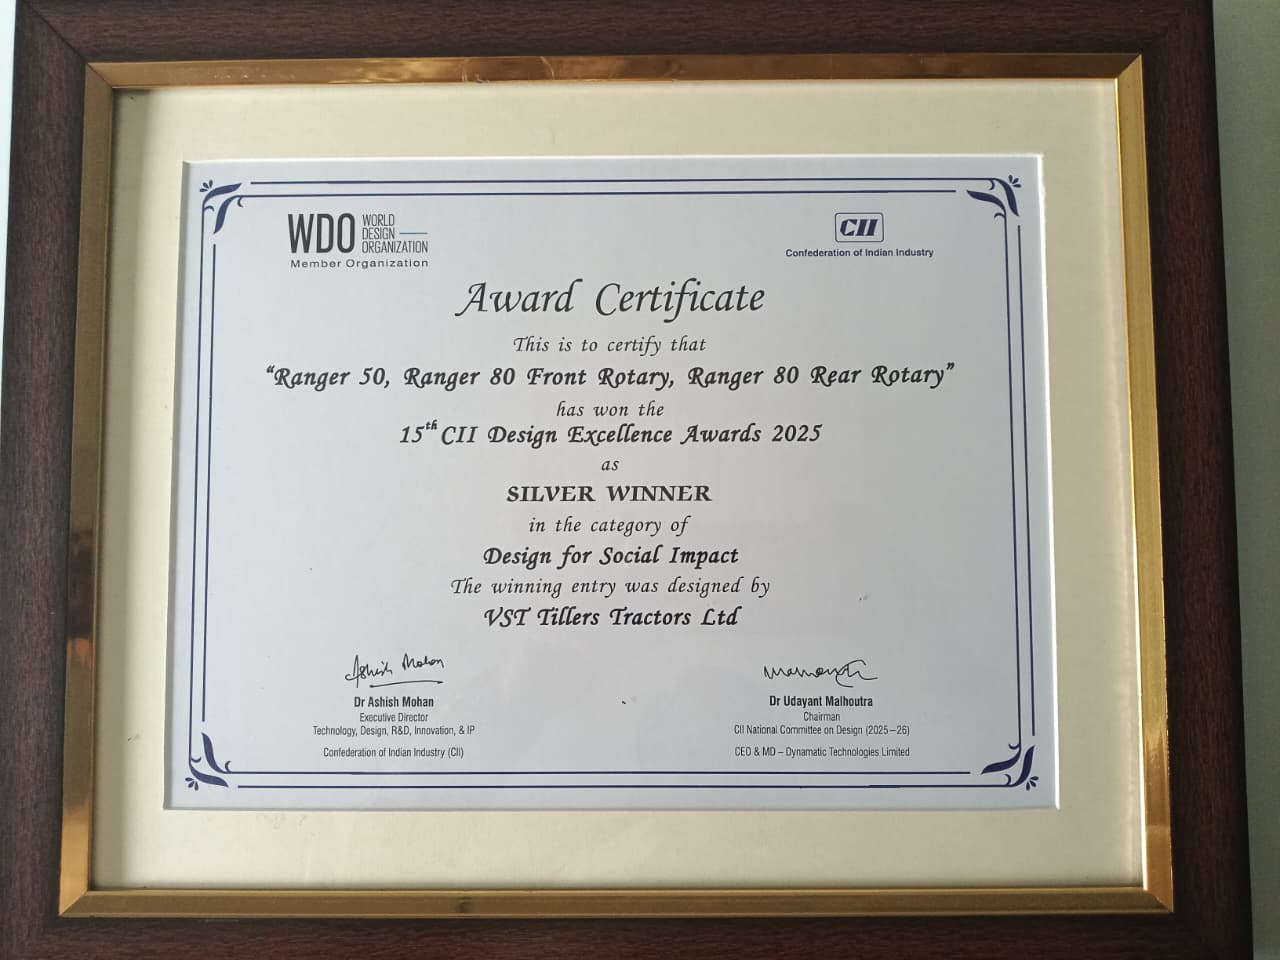 WDO WORLD DESIGN ORGANIZATION
Member Organization
CII
Confederation of Indian Industry
Award Certificate
This is to certify that
“Ranger 50, Ranger 80 Front Rotary, Ranger 80 Rear Rotary”
has won the
15th CII Design Excellence Awards 2025
as
SILVER WINNER
in the category of
Design for Social Impact
The winning entry was designed by
VST Tillers Tractors Ltd
Ashish Mohan
Dr Ashish Mohan
Executive Director
Technology, Design, R&D, Innovation, & IP
Confederation of Indian Industry (CII)
Dr Udayant Malhoutra
Chairman
CII National Committee on Design (2025–26)
CEO & MD – Dynamatic Technologies Limited